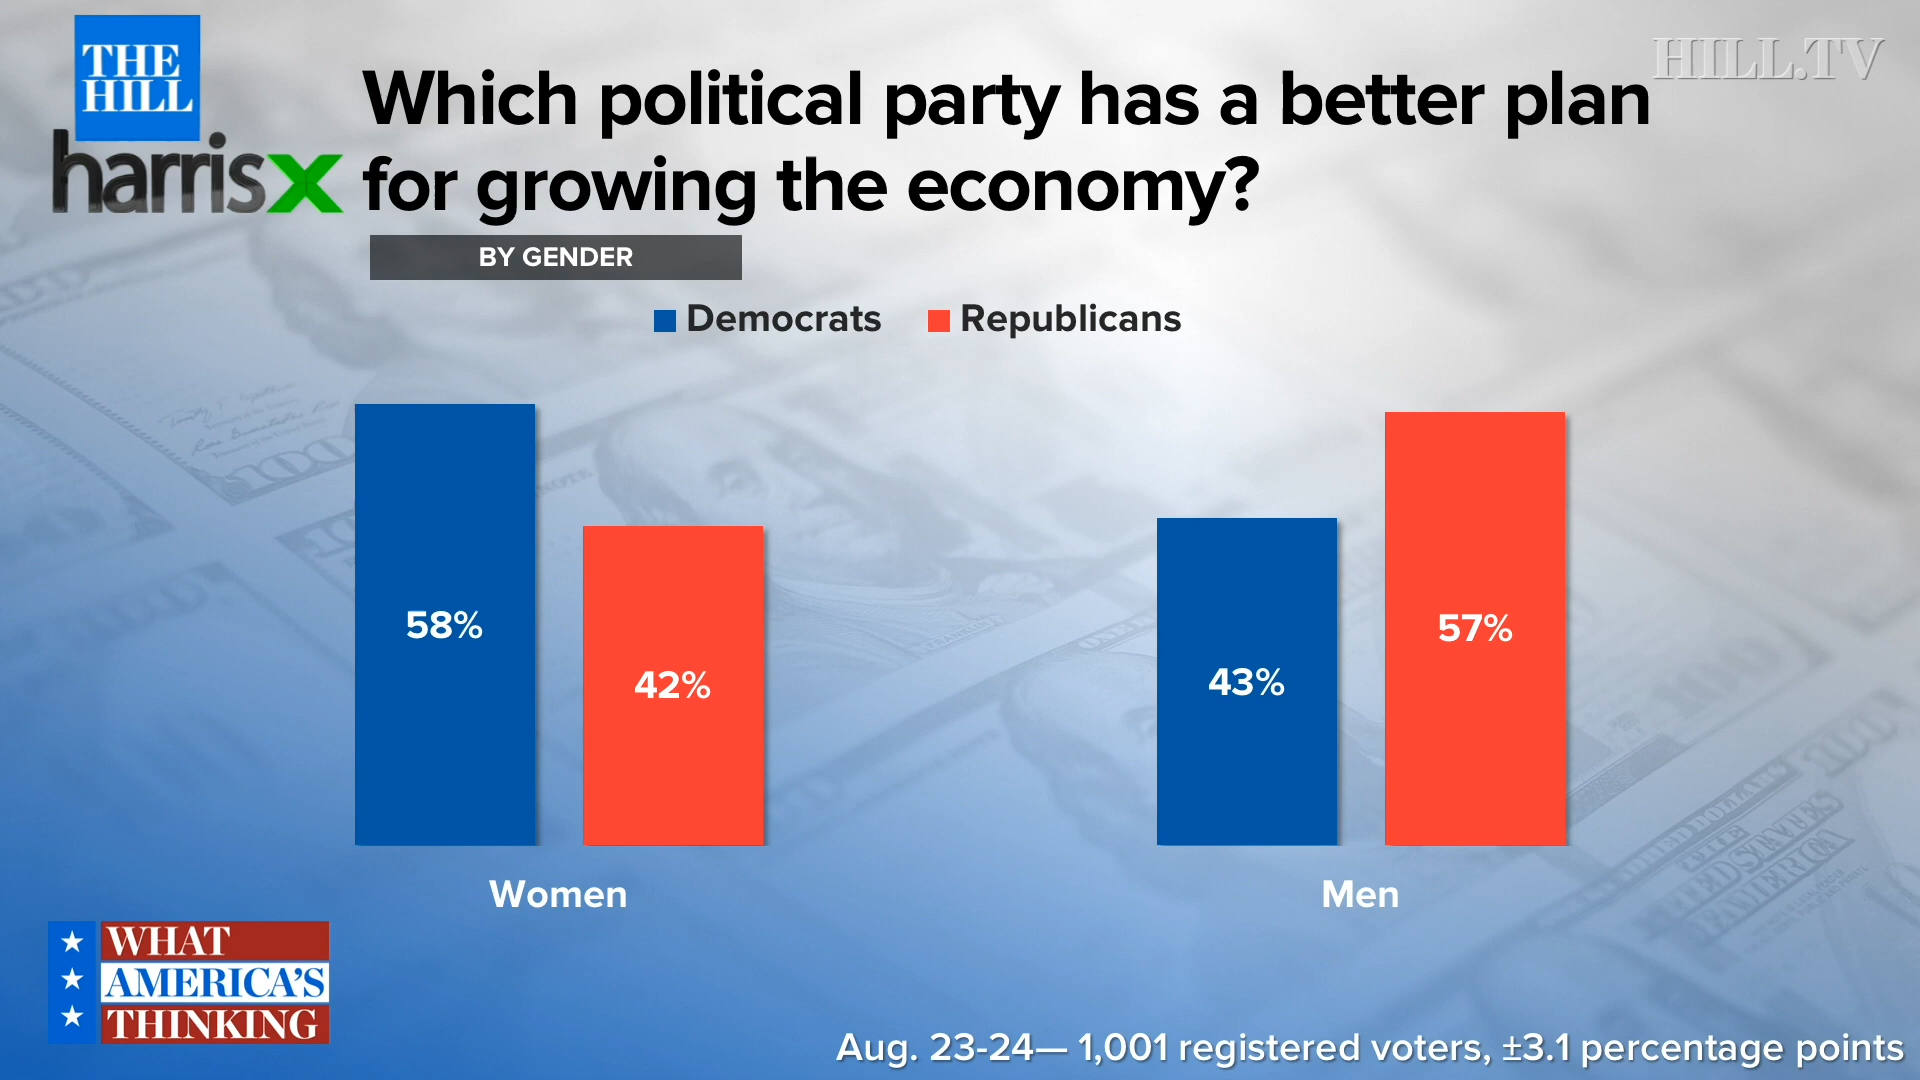 THE
HILL
harrisx
HILL.TV
Which political party has a better plan
for growing the economy?
BY GENDER
Democrats
Republicans
58%
42%
43%
57%
Women
Men
WHAT
AMERICA'S
THINKING
Aug. 23-24— 1,001 registered voters, ±3.1 percentage points